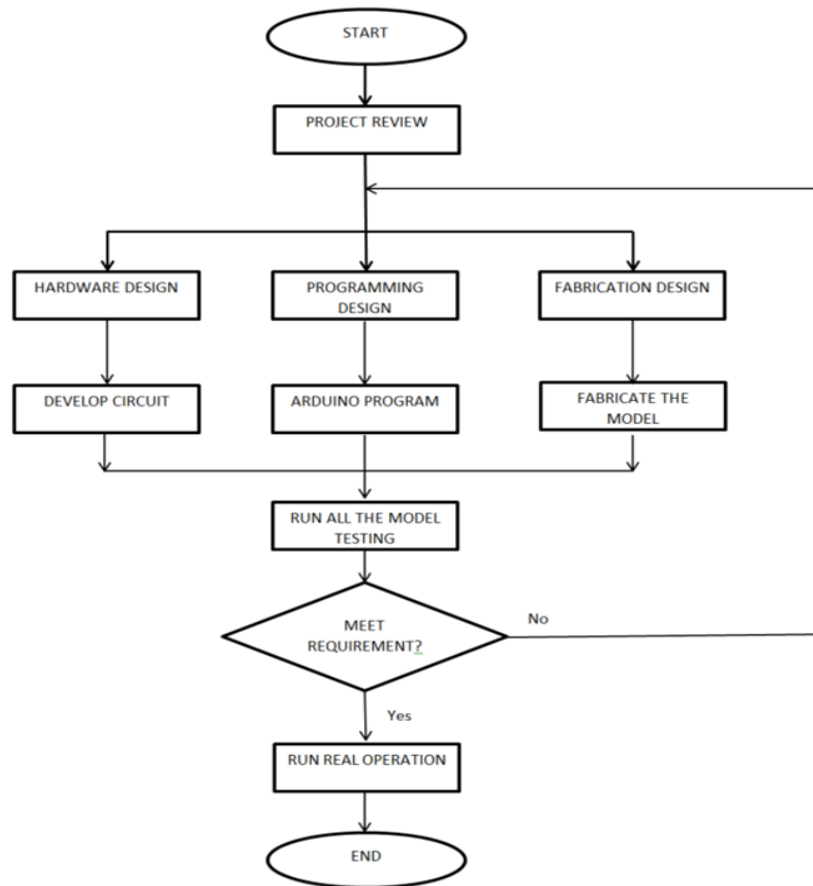 START
PROJECT REVIEW
HARDWARE DESIGN
PROGRAMMING
DESIGN
FABRICATION DESIGN
DEVELOP CIRCUIT
ARDUINO PROGRAM
FABRICATE THE
MODEL
RUN ALL THE MODEL
TESTING
MEET
REQUIREMENT?
No
Yes
RUN REAL OPERATION
END